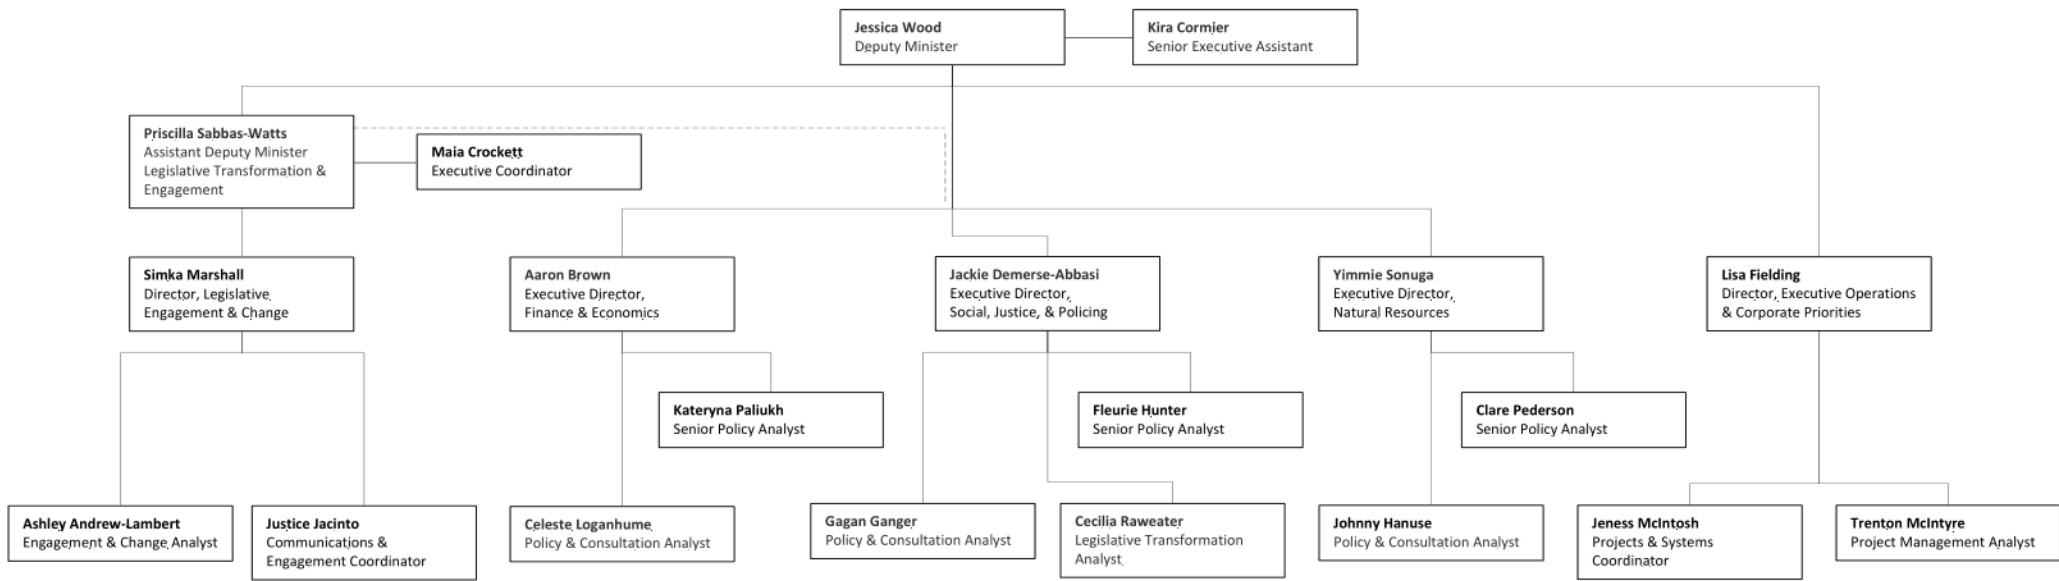 Jessica Wood
Deputy Minister
Kira Cormier
Senior Executive Assistant
Priscilla Sabbas-Watts
Assistant Deputy Minister
Legislative Transformation &
Engagement
Maia Crockett
Executive Coordinator
Simka Marshall
Director, Legislative
Engagement & Change
Aaron Brown
Executive Director,
Finance & Economics
Jackie Demerse-Abbasi
Executive Director,
Social, Justice, & Policing
Yimmie Sonuga
Executive Director,
Natural Resources
Lisa Fielding
Director, Executive Operations
& Corporate Priorities
Kateryna Paliukh
Senior Policy Analyst
Fleurie Hunter
Senior Policy Analyst
Clare Pederson
Senior Policy Analyst
Ashley Andrew-Lambert
Engagement & Change Analyst
Justice Jacinto
Communications &
Engagement Coordinator
Celeste Loganhume
Policy & Consultation Analyst
Gagan Ganger
Policy & Consultation Analyst
Cecilia Raweater
Legislative Transformation
Analyst
Johnny Hanuse
Policy & Consultation Analyst
Jeness McIntosh
Projects & Systems
Coordinator
Trenton McIntyre
Project Management Analyst